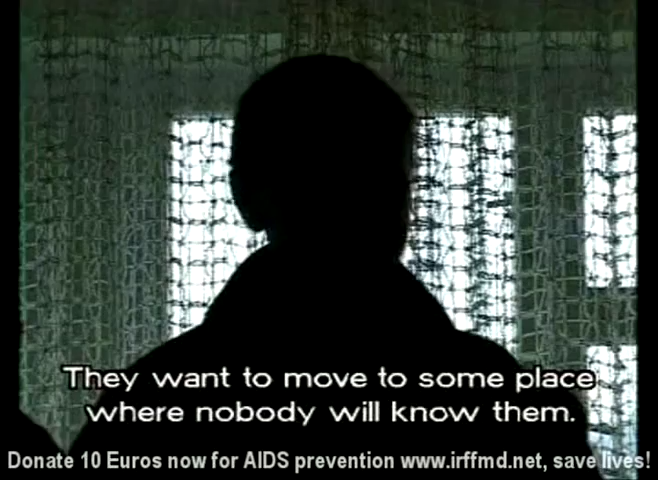 They want to move to some place
where nobody will know them.
Donate 10 Euros now for AIDS prevention www.irffmd.net, save lives!